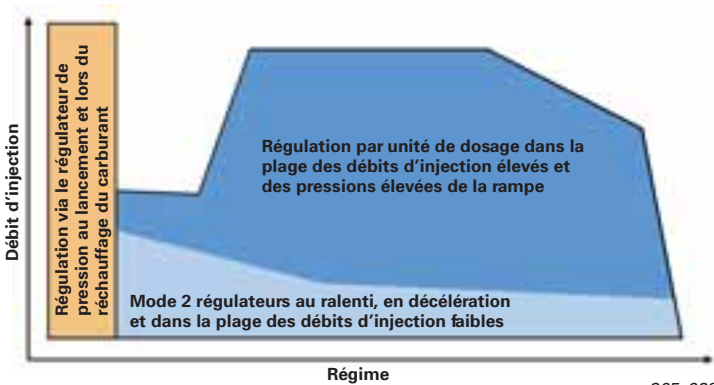 Débit d'injection
Régulation via le régulateur de
pression au lancement et lors du
réchauffage du carburant
Régulation par unité de dosage dans la
plage des débits d'injection élevés et
des pressions élevées de la rampe
Mode 2 régulateurs au ralenti, en décélération
et dans la plage des débits d'injection faibles
Régime